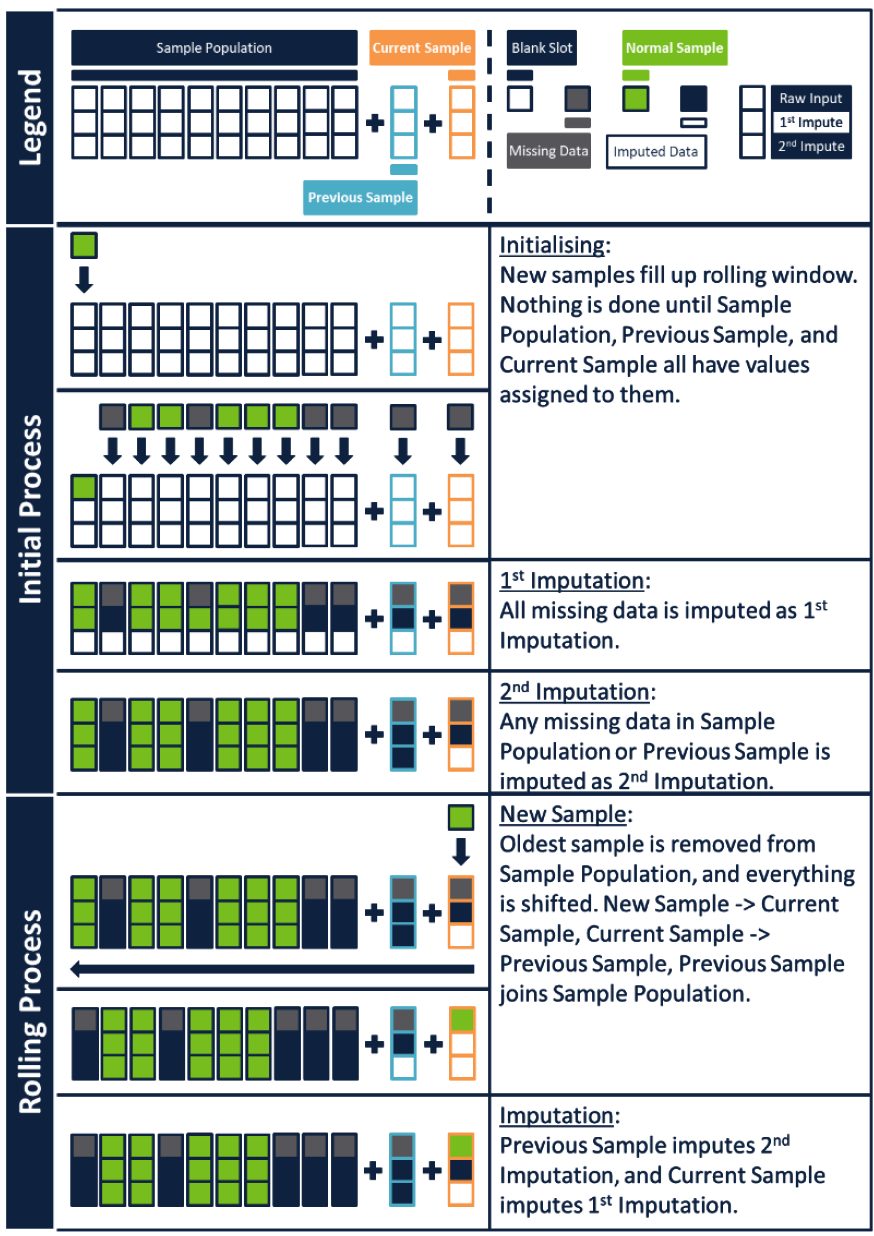 Legend
Sample Population
Current Sample
Previous Sample
Blank Slot
Normal Sample
Missing Data
Imputed Data
Raw Input
1st Impute
2nd Impute
Initial Process
Initialising:
New samples fill up rolling window.
Nothing is done until Sample
Population, Previous Sample, and
Current Sample all have values
assigned to them.
1st Imputation:
All missing data is imputed as 1st
Imputation.
2nd Imputation:
Any missing data in Sample
Population or Previous Sample is
imputed as 2nd Imputation.
Rolling Process
New Sample:
Oldest sample is removed from
Sample Population, and everything
is shifted. New Sample -> Current
Sample, Current Sample ->
Previous Sample, Previous Sample
joins Sample Population.
Imputation:
Previous Sample imputes 2nd
Imputation, and Current Sample
imputes 1st Imputation.